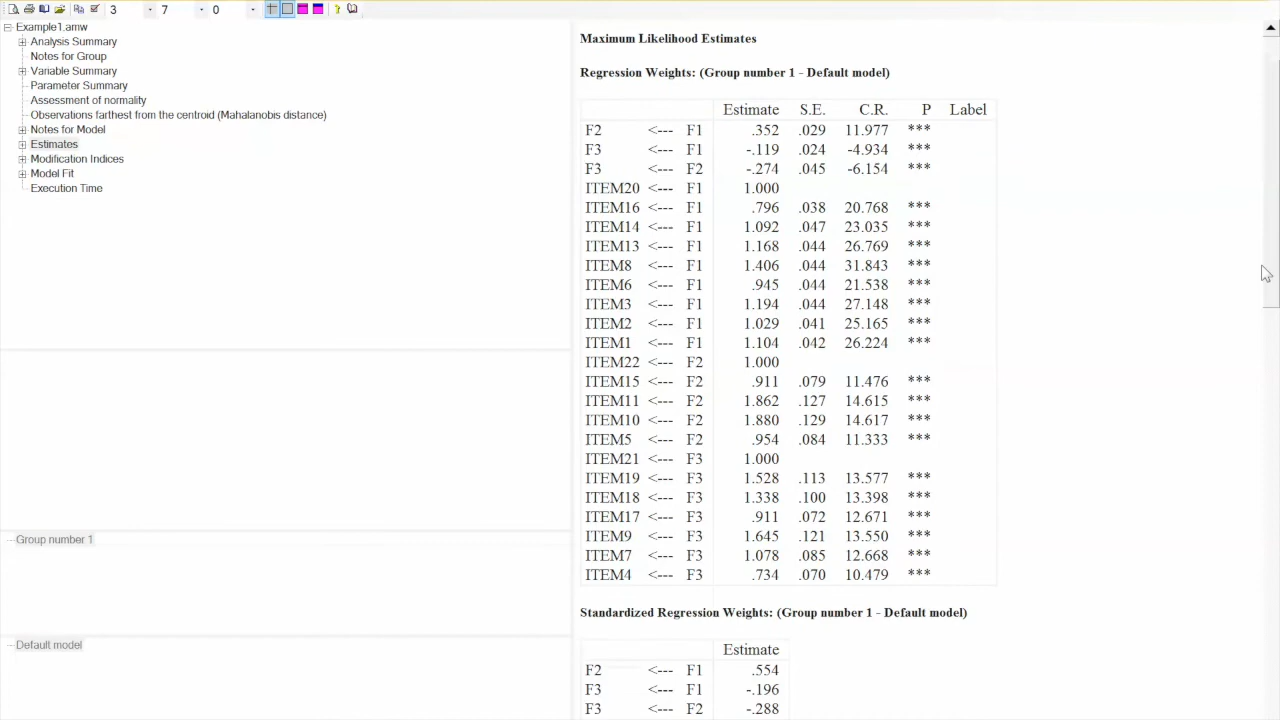 3 7 0
Example1.amw
Analysis Summary
Notes for Group
Variable Summary
Parameter Summary
Assessment of normality
Observations farthest from the centroid (Mahalanobis distance)
Notes for Model
Estimates
Modification Indices
Model Fit
Execution Time
Group number 1
Default model
Maximum Likelihood Estimates
Regression Weights: (Group number 1 - Default model)
Estimate S.E. C.R. P Label
F2 <--- F1 .352 .029 11.977 ***
F3 <--- F1 -.119 .024 -4.934 ***
F3 <--- F2 -.274 .045 -6.154 ***
ITEM20 <--- F1 1.000
ITEM16 <--- F1 .796 .038 20.768 ***
ITEM14 <--- F1 1.092 .047 23.035 ***
ITEM13 <--- F1 1.168 .044 26.769 ***
ITEM8 <--- F1 1.406 .044 31.843 ***
ITEM6 <--- F1 .945 .044 21.538 ***
ITEM3 <--- F1 1.194 .044 27.148 ***
ITEM2 <--- F1 1.029 .041 25.165 ***
ITEM1 <--- F1 1.104 .042 26.224 ***
ITEM22 <--- F2 1.000
ITEM15 <--- F2 .911 .079 11.476 ***
ITEM11 <--- F2 1.862 .127 14.615 ***
ITEM10 <--- F2 1.880 .129 14.617 ***
ITEM5 <--- F2 .954 .084 11.333 ***
ITEM21 <--- F3 1.000
ITEM19 <--- F3 1.528 .113 13.577 ***
ITEM18 <--- F3 1.338 .100 13.398 ***
ITEM17 <--- F3 .911 .072 12.671 ***
ITEM9 <--- F3 1.645 .121 13.550 ***
ITEM7 <--- F3 1.078 .085 12.668 ***
ITEM4 <--- F3 .734 .070 10.479 ***
Standardized Regression Weights: (Group number 1 - Default model)
Estimate
F2 <--- F1 .554
F3 <--- F1 -.196
F3 <--- F2 -.288